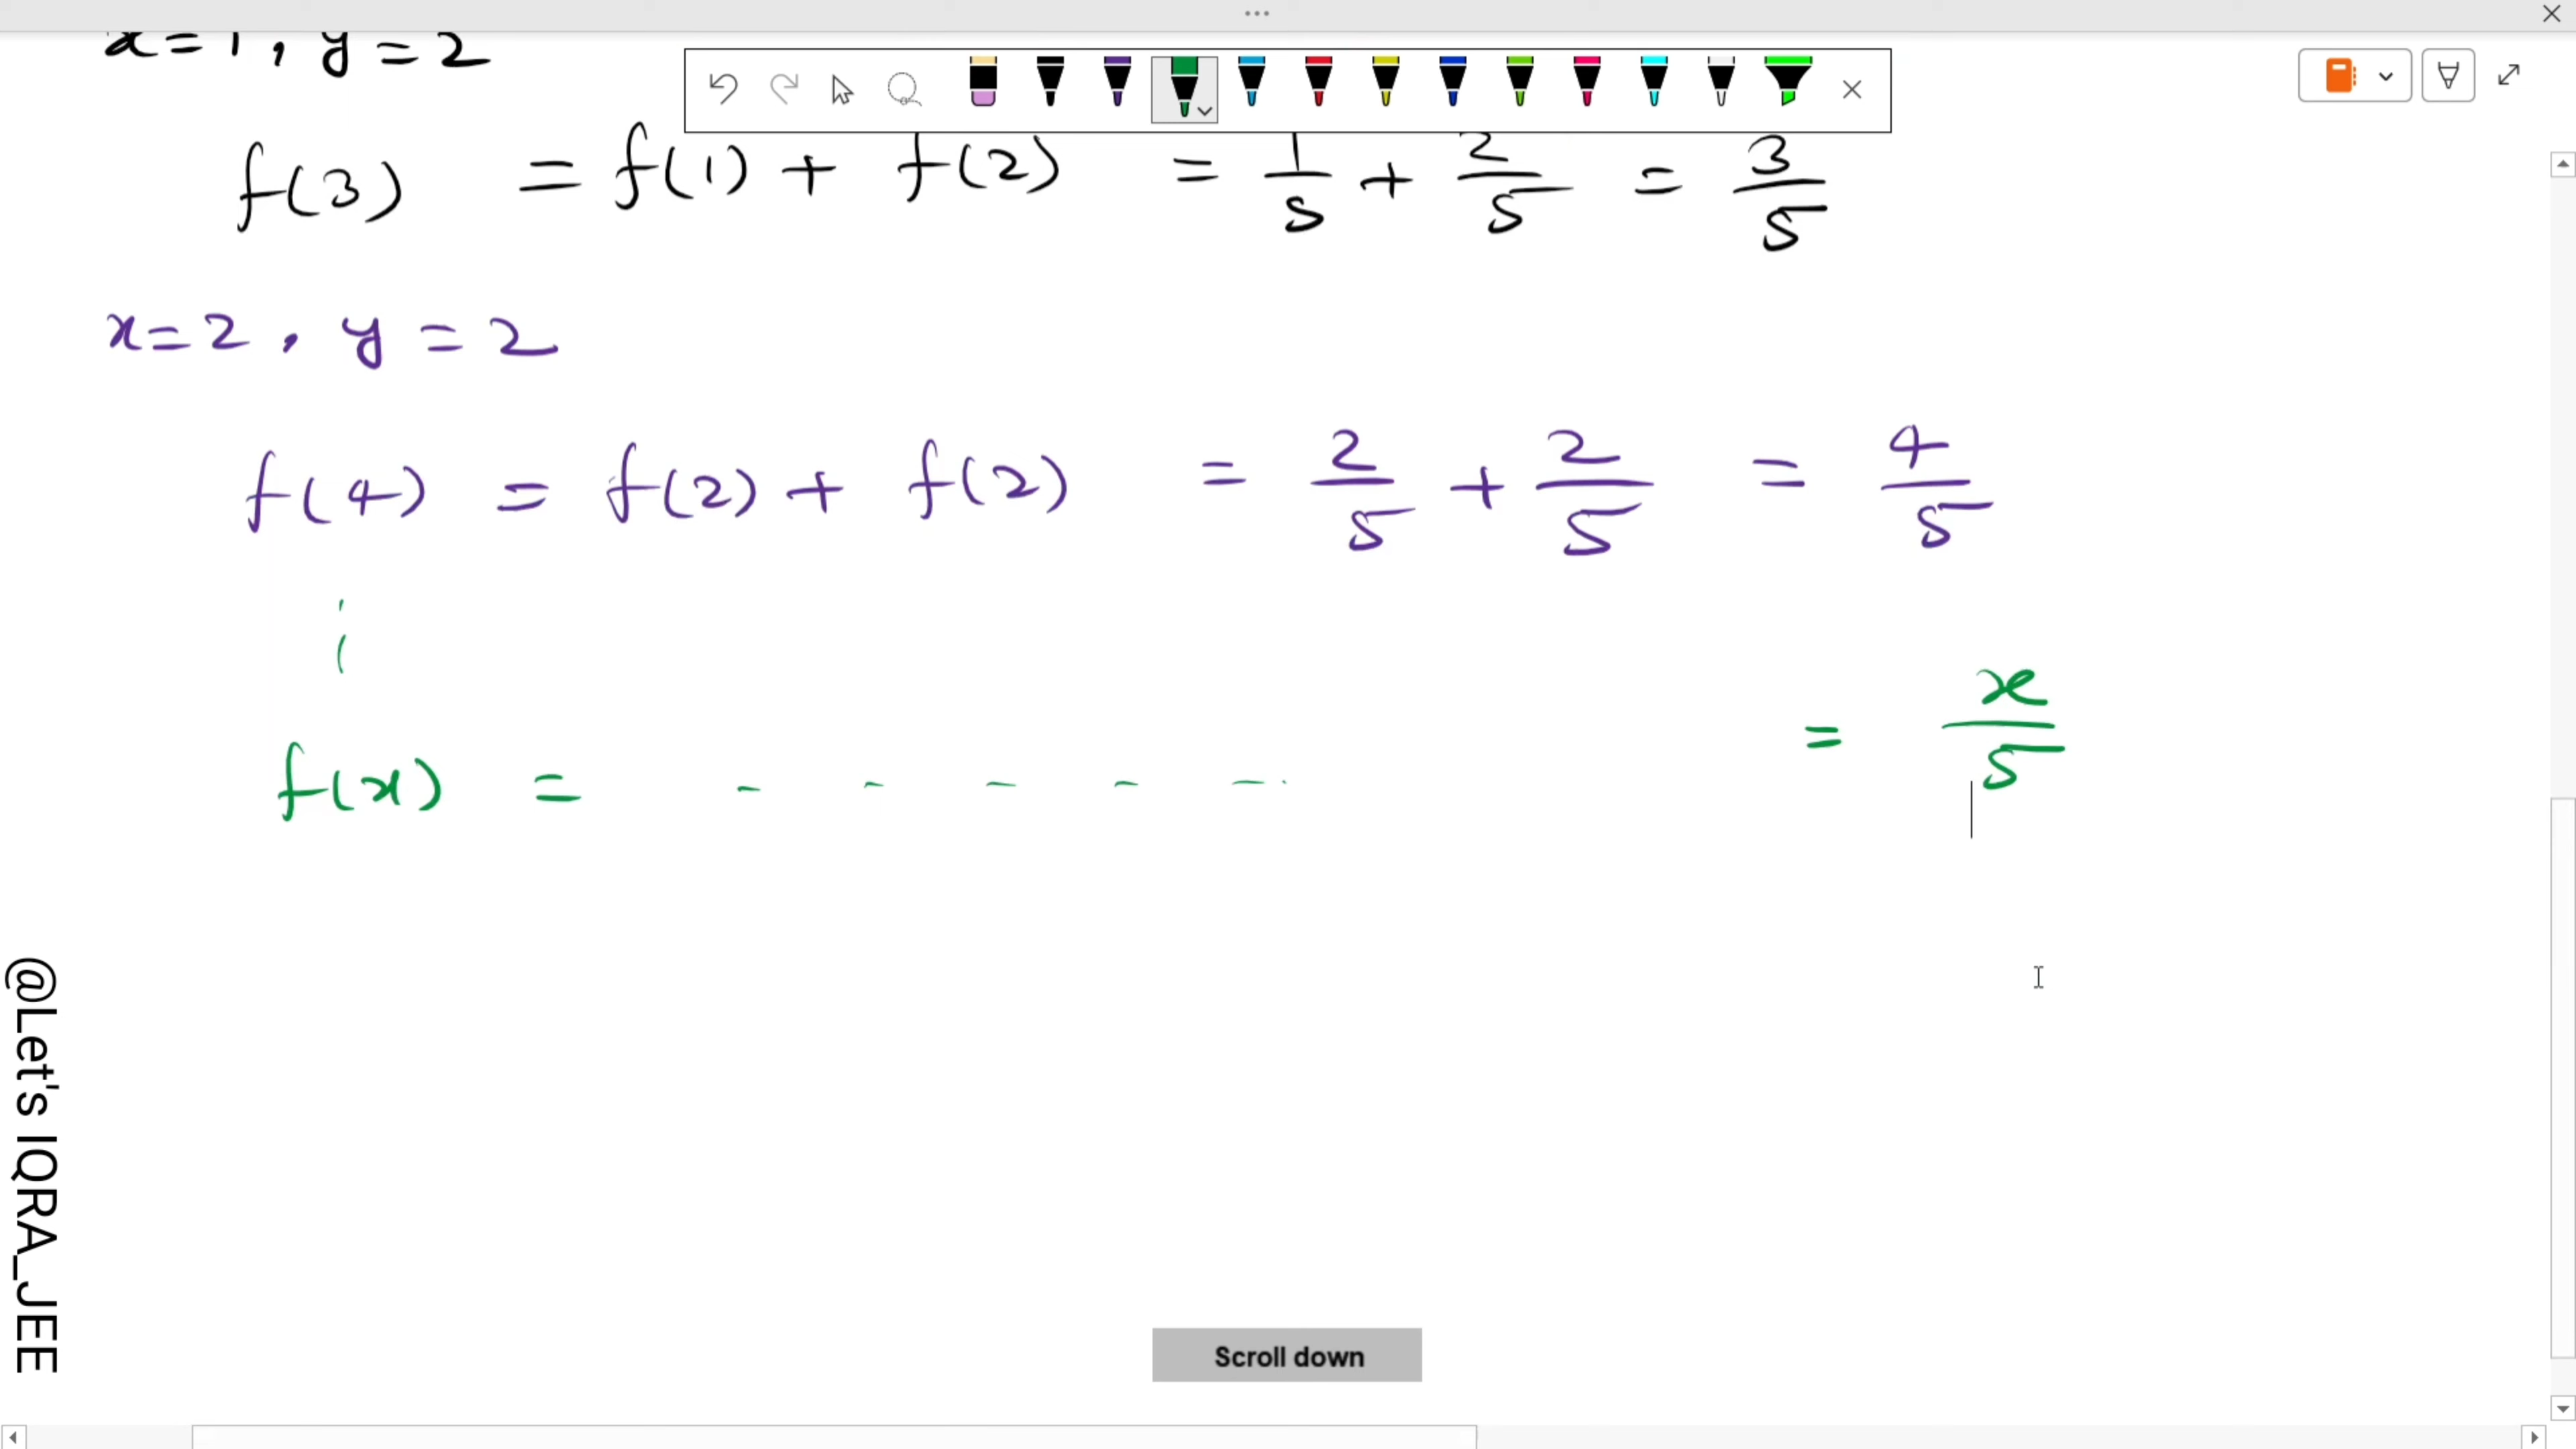 x=1, y=2
f(3) = f(1) + f(2) = 1/5 + 2/5 = 3/5
x=2, y=2
f(4) = f(2) + f(2) = 2/5 + 2/5 = 4/5
f(x) = - - - - - = x/5
@Let's IQRA_JEE
Scroll down